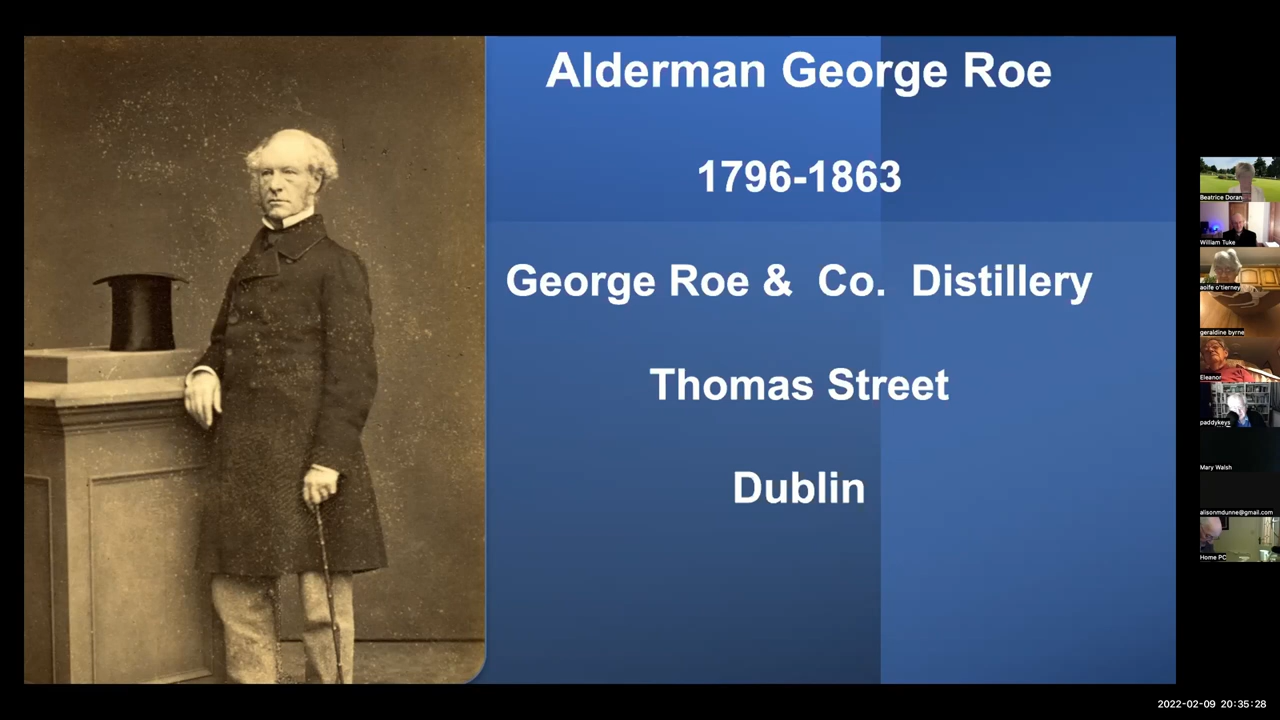 Alderman George Roe
1796-1863
George Roe & Co. Distillery
Thomas Street
Dublin
Beatrice Doran
William Tuke
aoife o'tierney
geraldine byrne
Eleanor
paddykeys
Mary Walsh
alisonmdunne@gmail.com
Home PC
2022-02-09 20:35:28